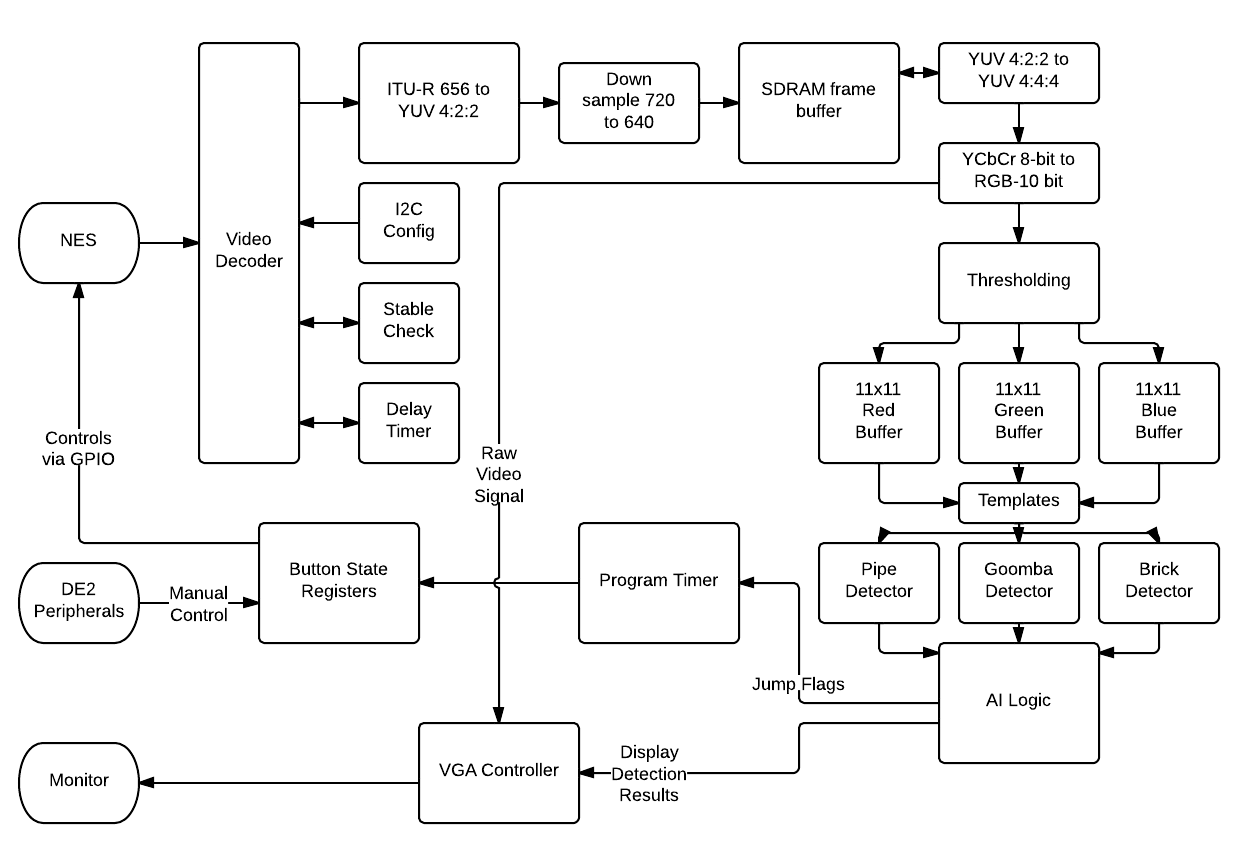 ITU-R 656 to
YUV 4:2:2
Down
sample 720
to 640
SDRAM frame
buffer
YUV 4:2:2 to
YUV 4:4:4
YCbCr 8-bit to
RGB-10 bit
NES
Video
Decoder
I2C
Config
Stable
Check
Delay
Timer
Thresholding
11x11
Red
Buffer
11x11
Green
Buffer
11x11
Blue
Buffer
Controls
via GPIO
Raw
Video
Signal
Templates
DE2
Peripherals
Manual
Control
Button State
Registers
Program Timer
Pipe
Detector
Goomba
Detector
Brick
Detector
Jump Flags
AI Logic
Monitor
VGA Controller
Display
Detection
Results